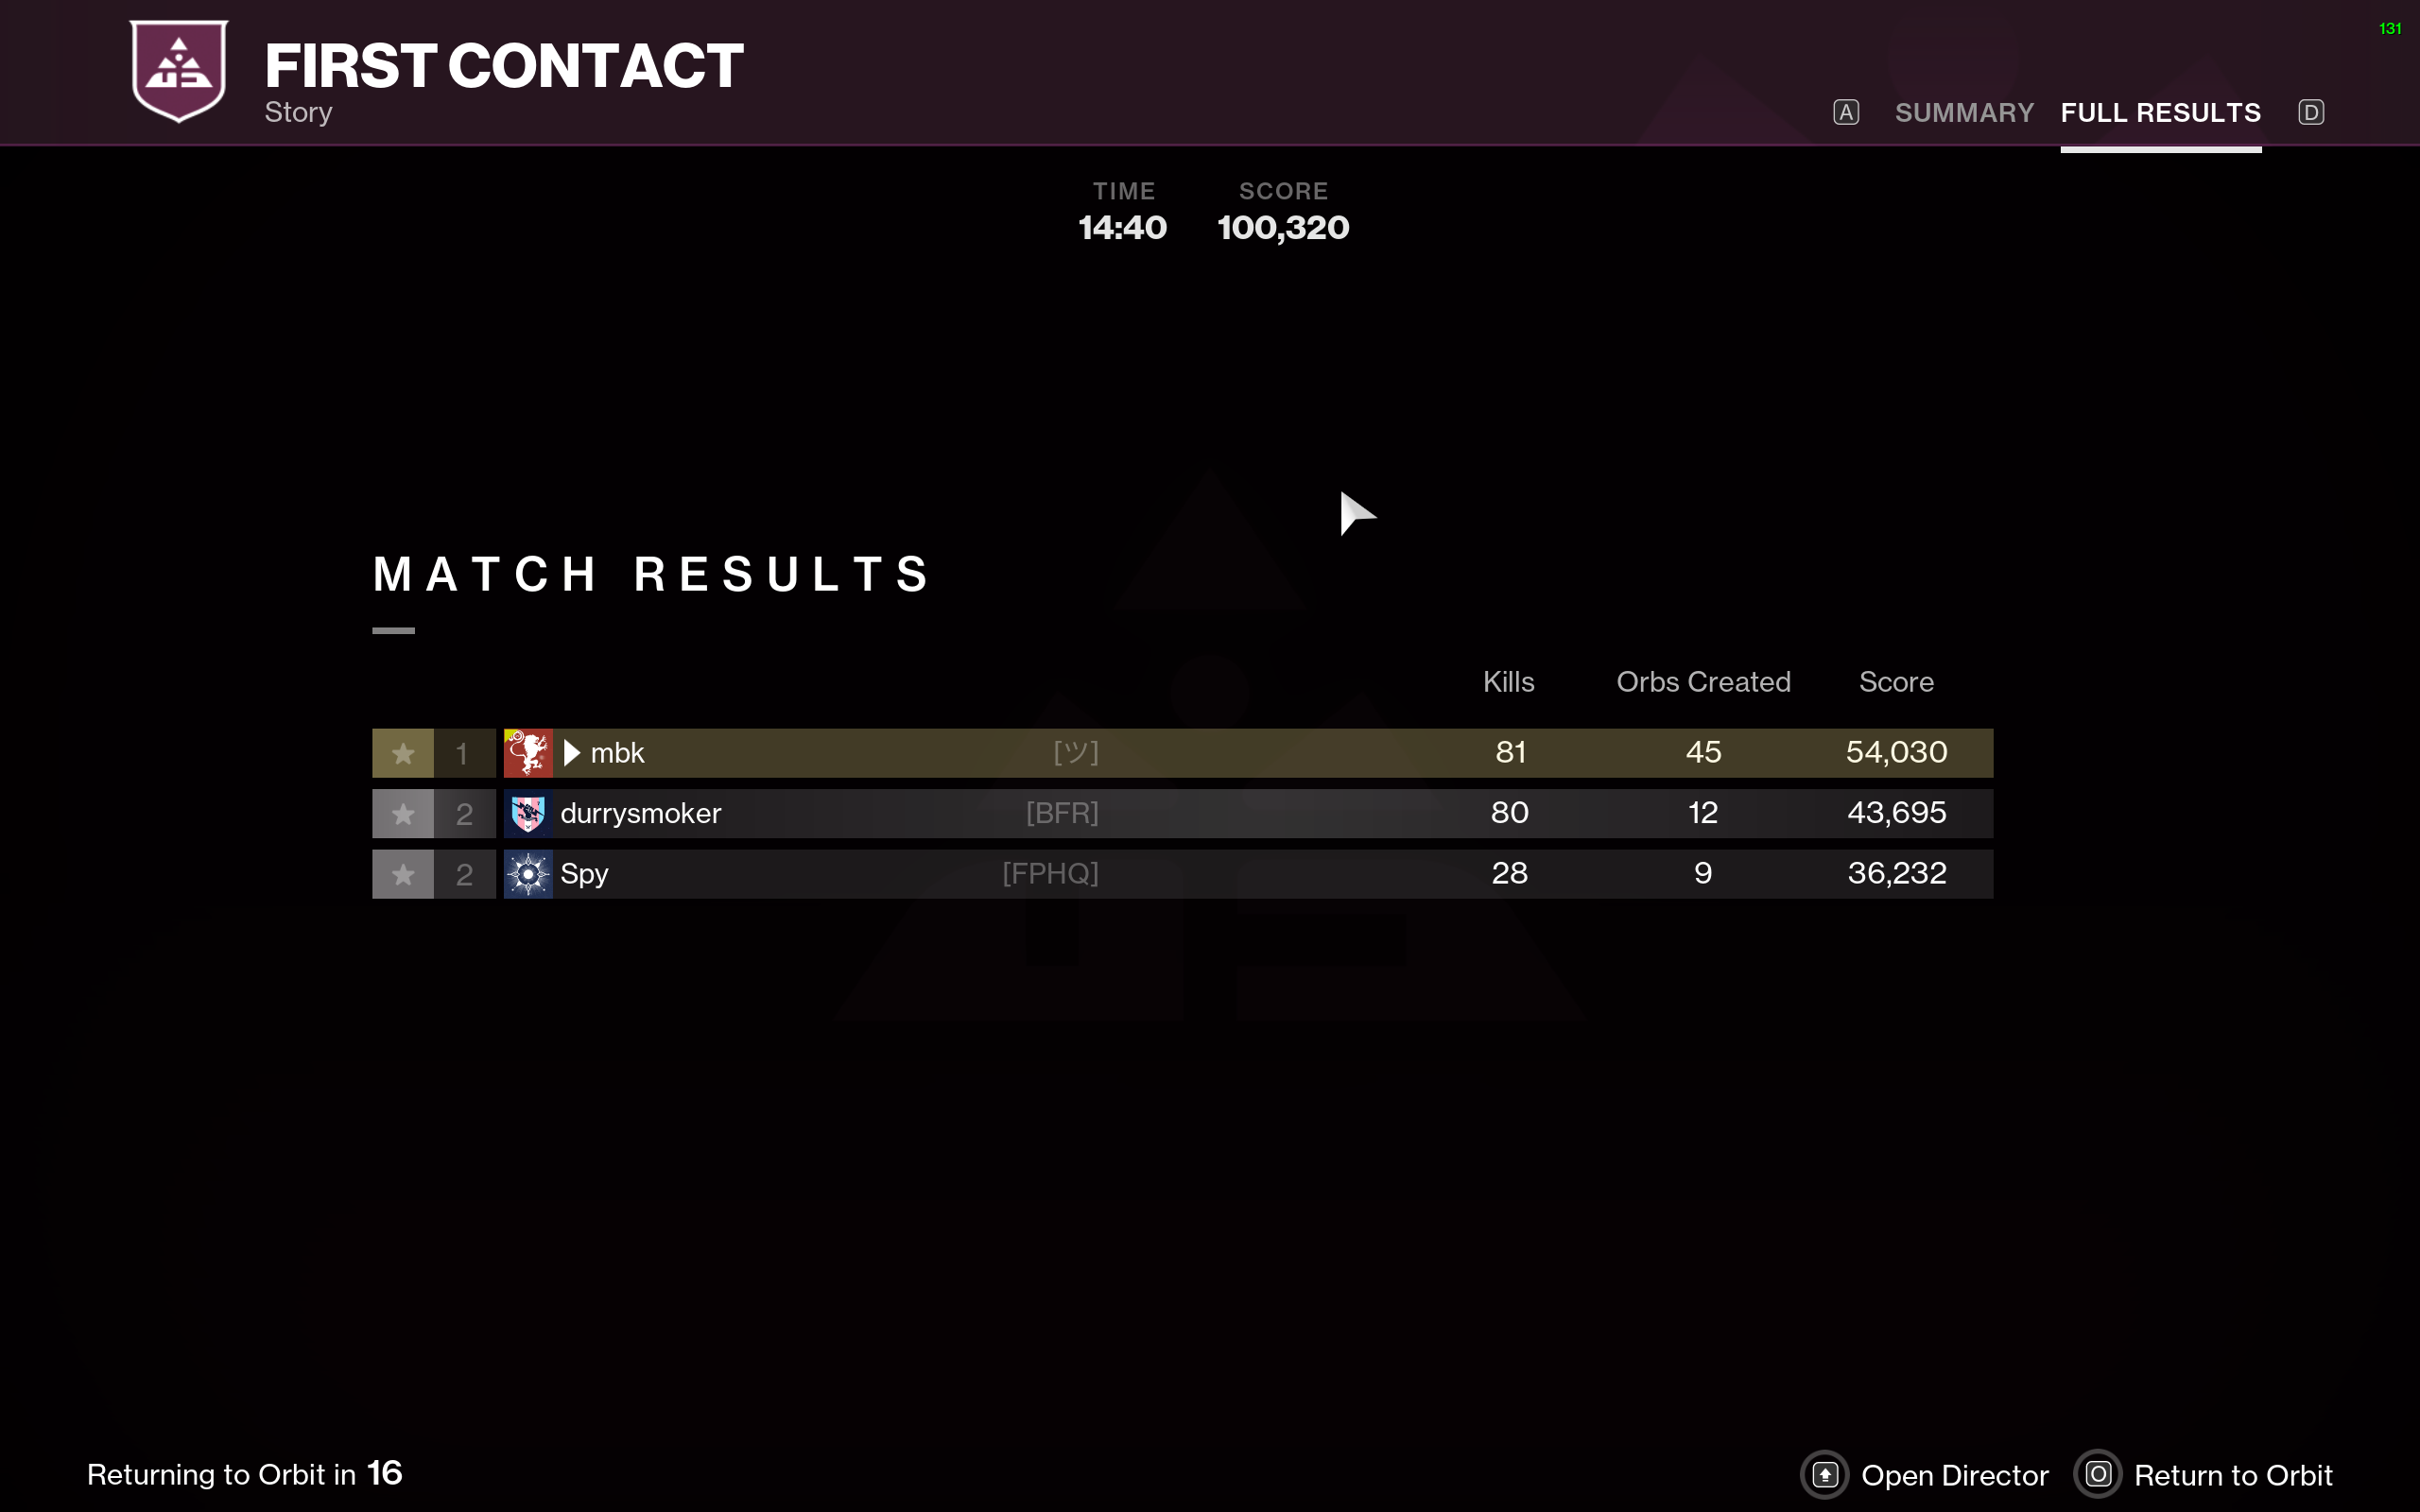 131
FIRST CONTACT
Story
A SUMMARY FULL RESULTS D
TIME SCORE
14:40 100,320
MATCH RESULTS
Kills Orbs Created Score
1 mbk [ツ] 81 45 54,030
2 durrysmoker [BFR] 80 12 43,695
2 Spy [FPHQ] 28 9 36,232
Returning to Orbit in 16
Open Director O Return to Orbit